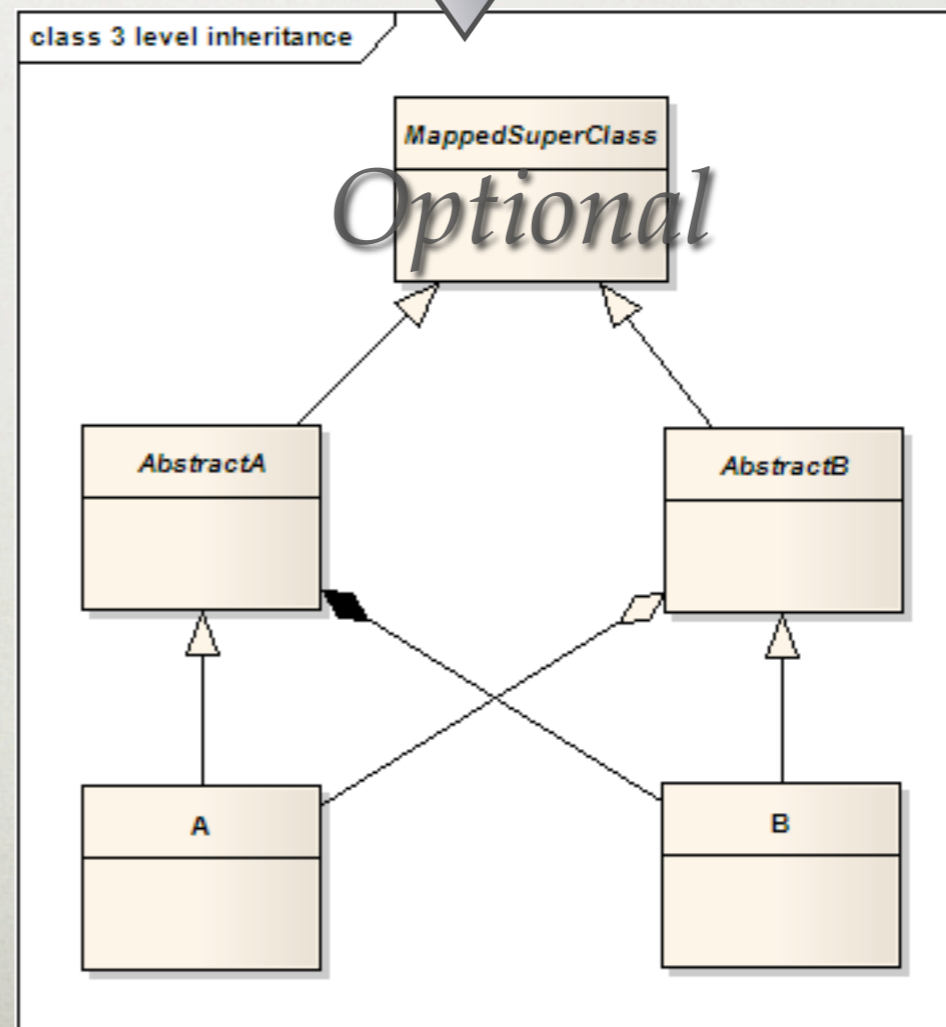 class 3 level inheritance
MappedSuperClass
Optional
AbstractA
AbstractB
A
B